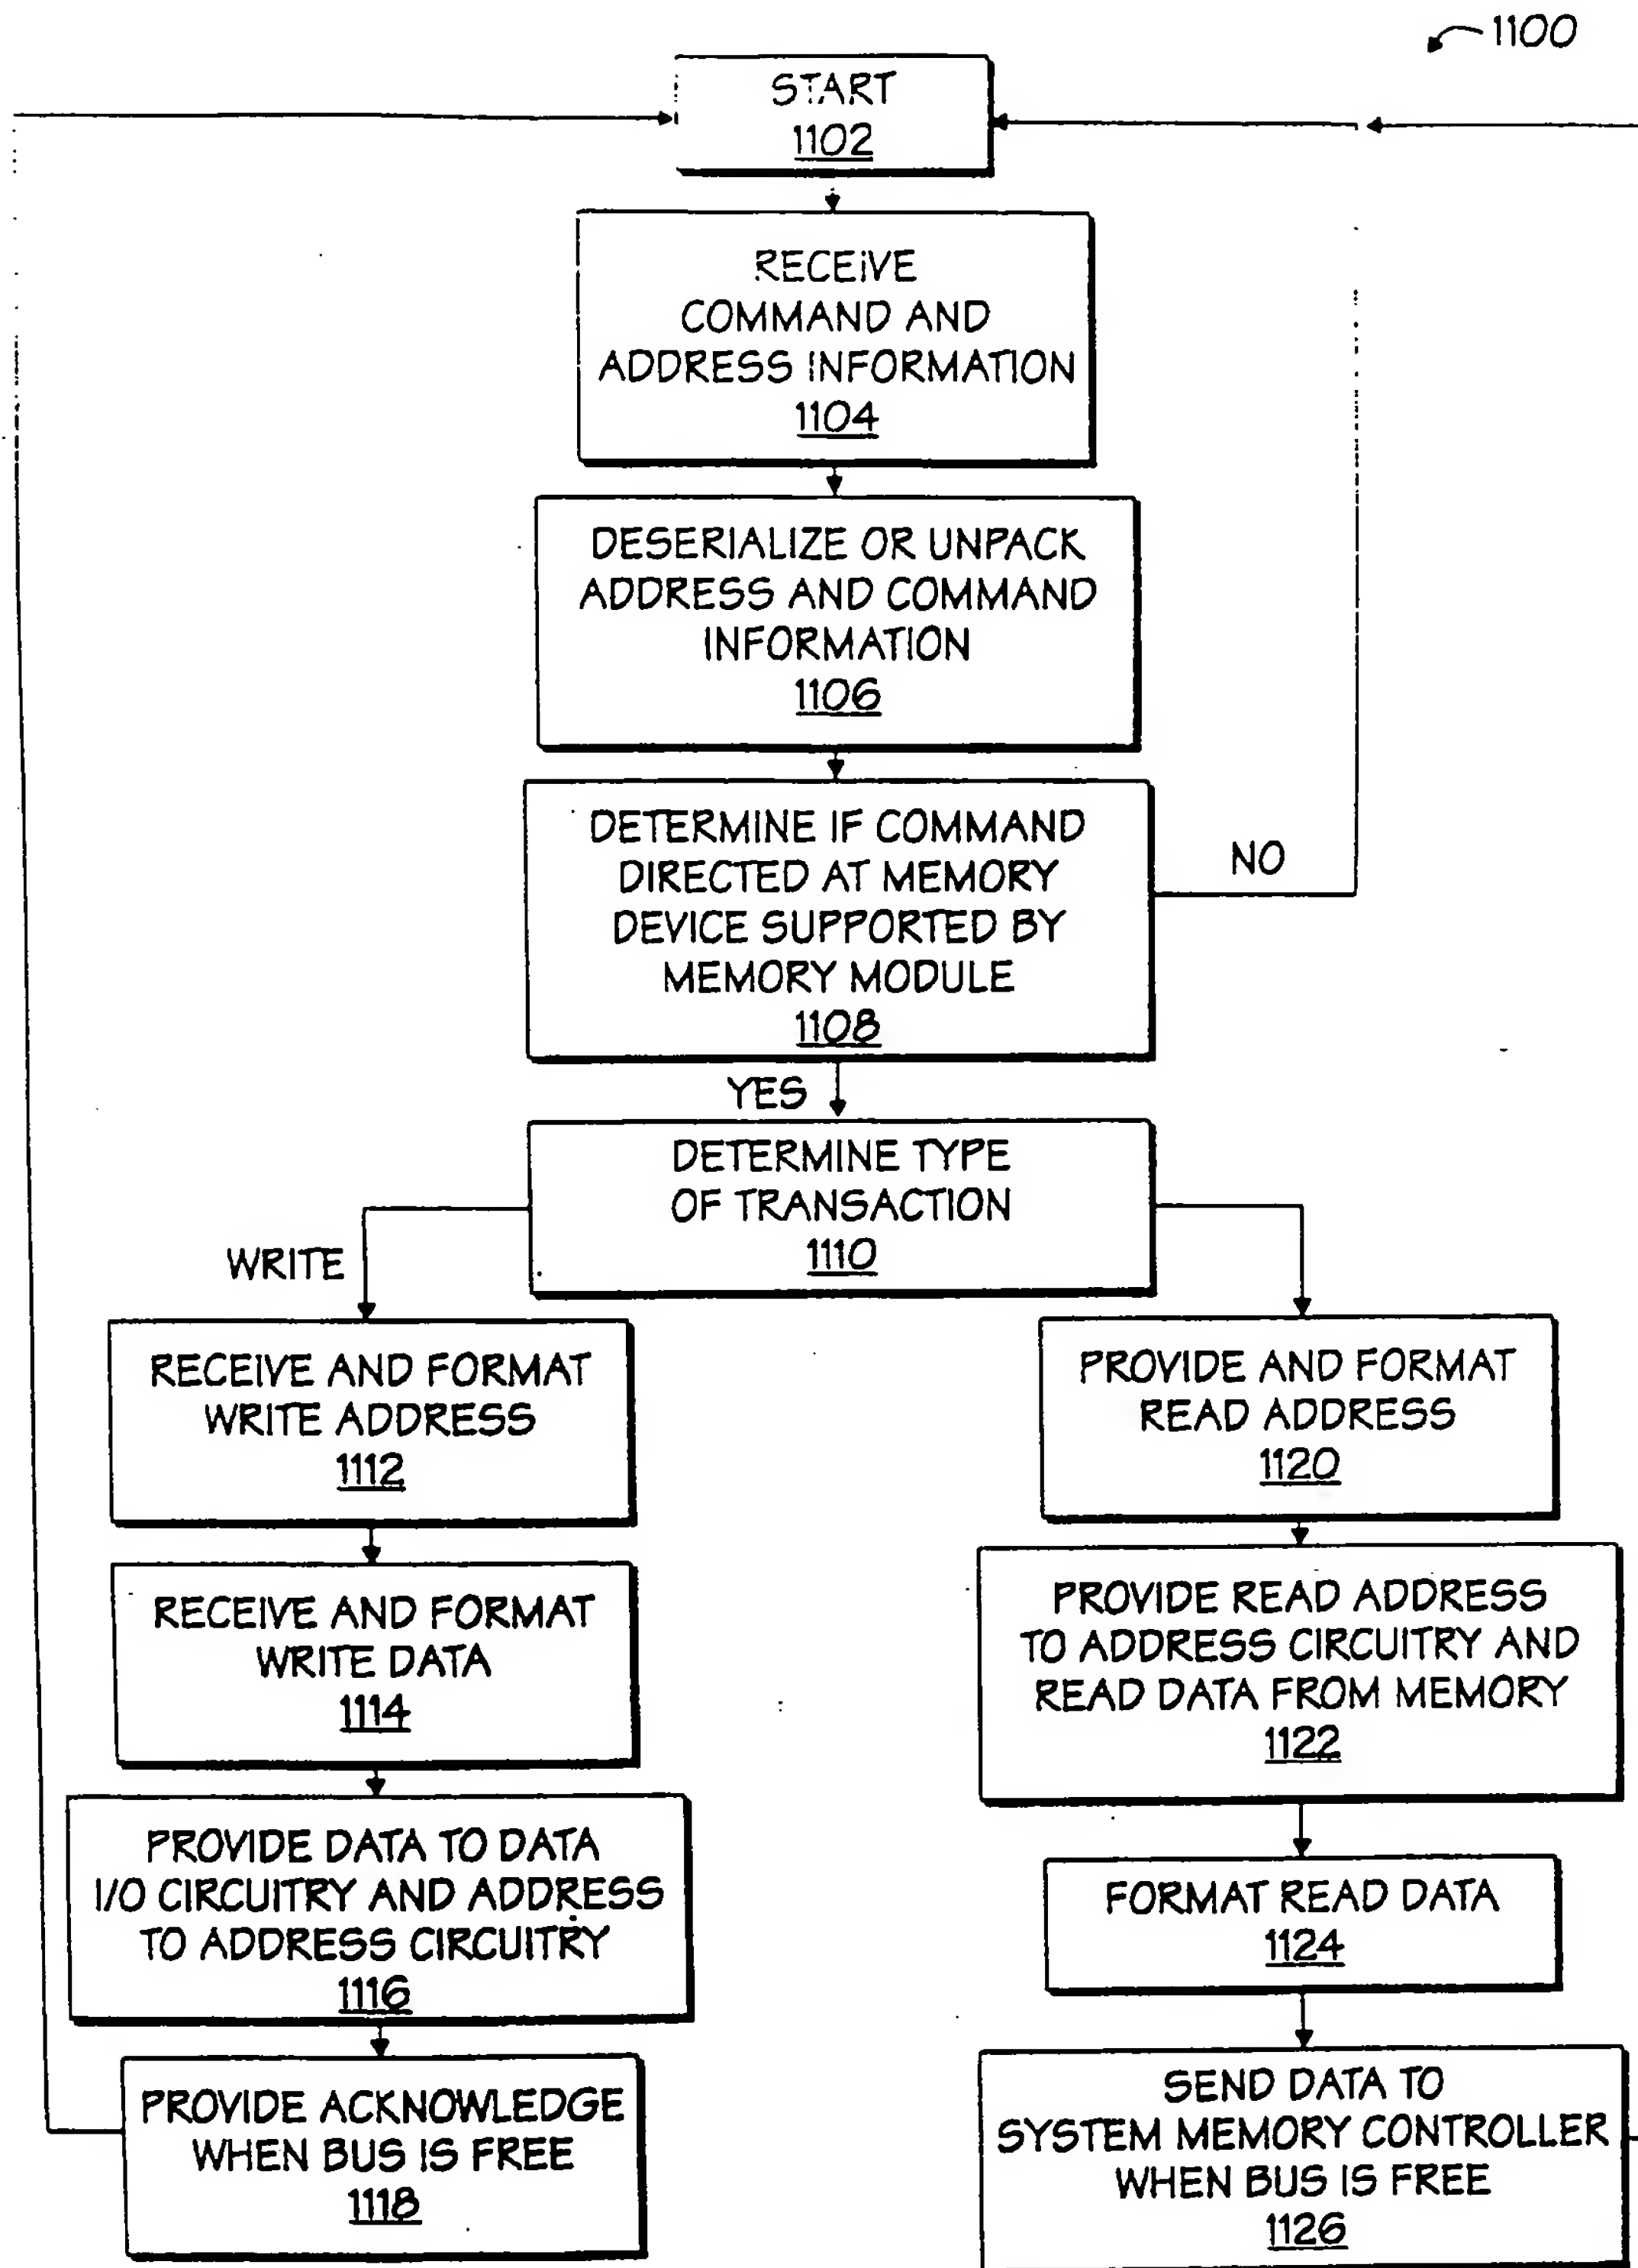 1100
START
1102
RECEIVE
COMMAND AND
ADDRESS INFORMATION
1104
DESERIALIZE OR UNPACK
ADDRESS AND COMMAND
INFORMATION
1106
DETERMINE IF COMMAND
DIRECTED AT MEMORY
DEVICE SUPPORTED BY
MEMORY MODULE
1108
NO
YES
DETERMINE TYPE
OF TRANSACTION
1110
WRITE
RECEIVE AND FORMAT
WRITE ADDRESS
1112
RECEIVE AND FORMAT
WRITE DATA
1114
PROVIDE DATA TO DATA
I/O CIRCUITRY AND ADDRESS
TO ADDRESS CIRCUITRY
1116
PROVIDE ACKNOWLEDGE
WHEN BUS IS FREE
1118
PROVIDE AND FORMAT
READ ADDRESS
1120
PROVIDE READ ADDRESS
TO ADDRESS CIRCUITRY AND
READ DATA FROM MEMORY
1122
FORMAT READ DATA
1124
SEND DATA TO
SYSTEM MEMORY CONTROLLER
WHEN BUS IS FREE
1126